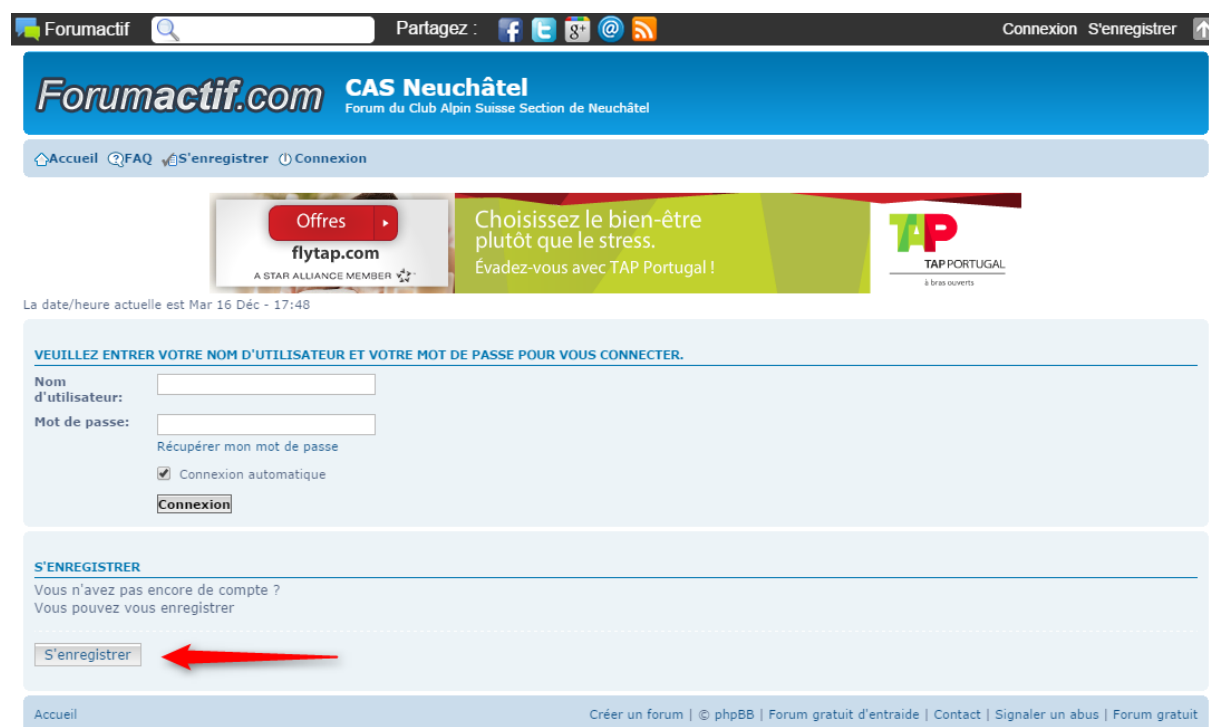 Forumactif Partagez : Connexion S'enregistrer
Forumactif.com
CAS Neuchâtel
Forum du Club Alpin Suisse Section de Neuchâtel
Accueil FAQ S'enregistrer Connexion
Offres
flytap.com
A STAR ALLIANCE MEMBER
Choisissez le bien-être
plutôt que le stress.
Évadez-vous avec TAP Portugal !
TAP
TAP PORTUGAL
à bras ouverts
La date/heure actuelle est Mar 16 Déc - 17:48
VEUILLEZ ENTRER VOTRE NOM D'UTILISATEUR ET VOTRE MOT DE PASSE POUR VOUS CONNECTER.
Nom
d'utilisateur:
Mot de passe:
Récupérer mon mot de passe
Connexion automatique
Connexion
S'ENREGISTRER
Vous n'avez pas encore de compte ?
Vous pouvez vous enregistrer
S'enregistrer
Accueil Créer un forum | © phpBB | Forum gratuit d'entraide | Contact | Signaler un abus | Forum gratuit